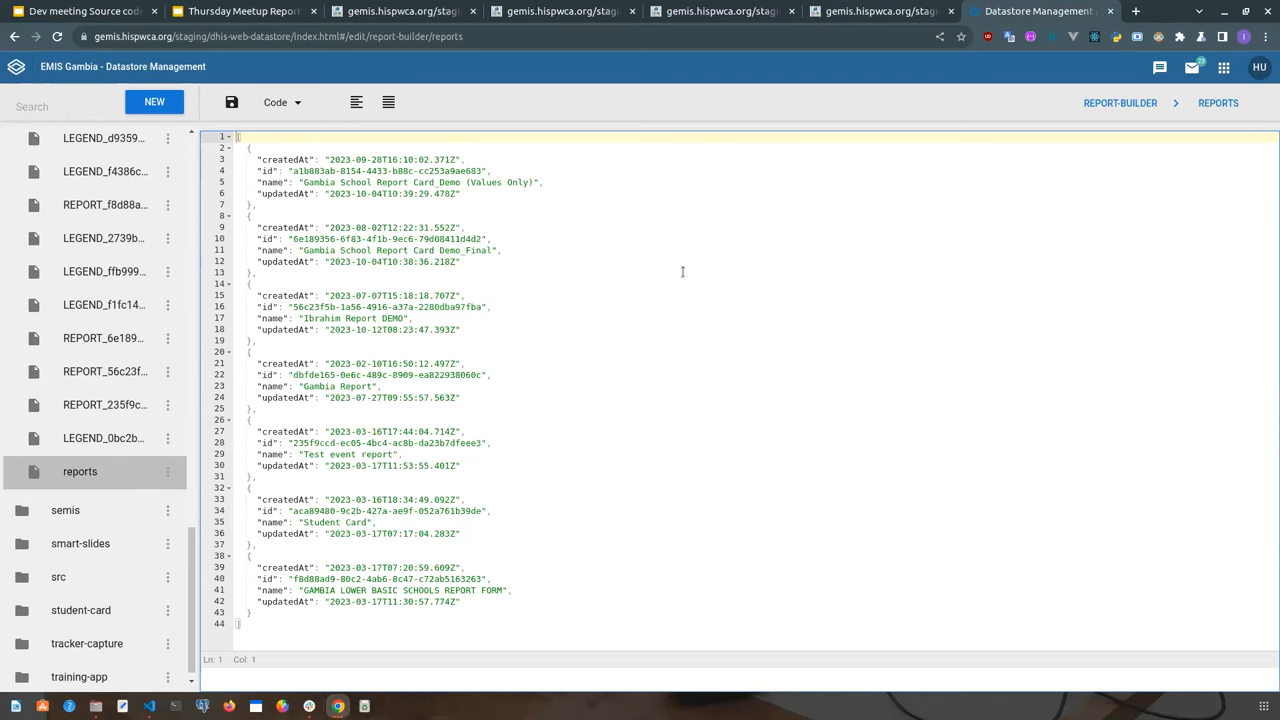 Dev meeting Source cod
Thursday Meetup Report
gemis.hispwca.org/stagi
gemis.hispwca.org/stagi
gemis.hispwca.org/stagi
gemis.hispwca.org/stagi
Datastore Management
gemis.hispwca.org/staging/dhis-web-datastore/index.html#/edit/report-builder/reports
EMIS Gambia - Datastore Management
23
HU
Search
NEW
Code
REPORT-BUILDER
REPORTS
LEGEND_d9359...
LEGEND_f4386c...
REPORT_f8d88a...
LEGEND_2739b...
LEGEND_ffb999...
LEGEND_f1fc14...
REPORT_6e189...
REPORT_56c23f...
REPORT_235f9c...
LEGEND_0bc2b...
reports
semis
smart-slides
src
student-card
tracker-capture
training-app
1 [
2 {
3 "createdAt": "2023-09-28T16:10:02.371Z",
4 "id": "a1b883ab-8154-4433-b88c-cc253a9ae683",
5 "name": "Gambia School Report Card_Demo (Values Only)",
6 "updatedAt": "2023-10-04T10:39:29.478Z"
7 },
8 {
9 "createdAt": "2023-08-02T12:22:31.552Z",
10 "id": "6e189356-6f83-4f1b-9ec6-79d08411d4d2",
11 "name": "Gambia School Report Card Demo_Final",
12 "updatedAt": "2023-10-04T10:38:36.218Z"
13 },
14 {
15 "createdAt": "2023-07-07T15:18:18.707Z",
16 "id": "56c23f5b-1a56-4916-a37a-2280dba97fba",
17 "name": "Ibrahim Report DEMO",
18 "updatedAt": "2023-10-12T08:23:47.393Z"
19 },
20 {
21 "createdAt": "2023-02-10T16:50:12.497Z",
22 "id": "dbfde165-0e6c-489c-8909-ea822938060c",
23 "name": "Gambia Report",
24 "updatedAt": "2023-07-27T09:55:57.563Z"
25 },
26 {
27 "createdAt": "2023-03-16T17:44:04.714Z",
28 "id": "235f9ccd-ec05-4bc4-ac8b-da23b7dfeee3",
29 "name": "Test event report",
30 "updatedAt": "2023-03-17T11:53:55.401Z"
31 },
32 {
33 "createdAt": "2023-03-16T18:34:49.092Z",
34 "id": "aca89480-9c2b-427a-ae9f-052a761b39de",
35 "name": "Student Card",
36 "updatedAt": "2023-03-17T07:17:04.283Z"
37 },
38 {
39 "createdAt": "2023-03-17T07:20:59.609Z",
40 "id": "f8d88ad9-80c2-4ab6-8c47-c72ab5163263",
41 "name": "GAMBIA LOWER BASIC SCHOOLS REPORT FORM",
42 "updatedAt": "2023-03-17T11:30:57.774Z"
43 }
44 ]
Ln: 1 Col: 1